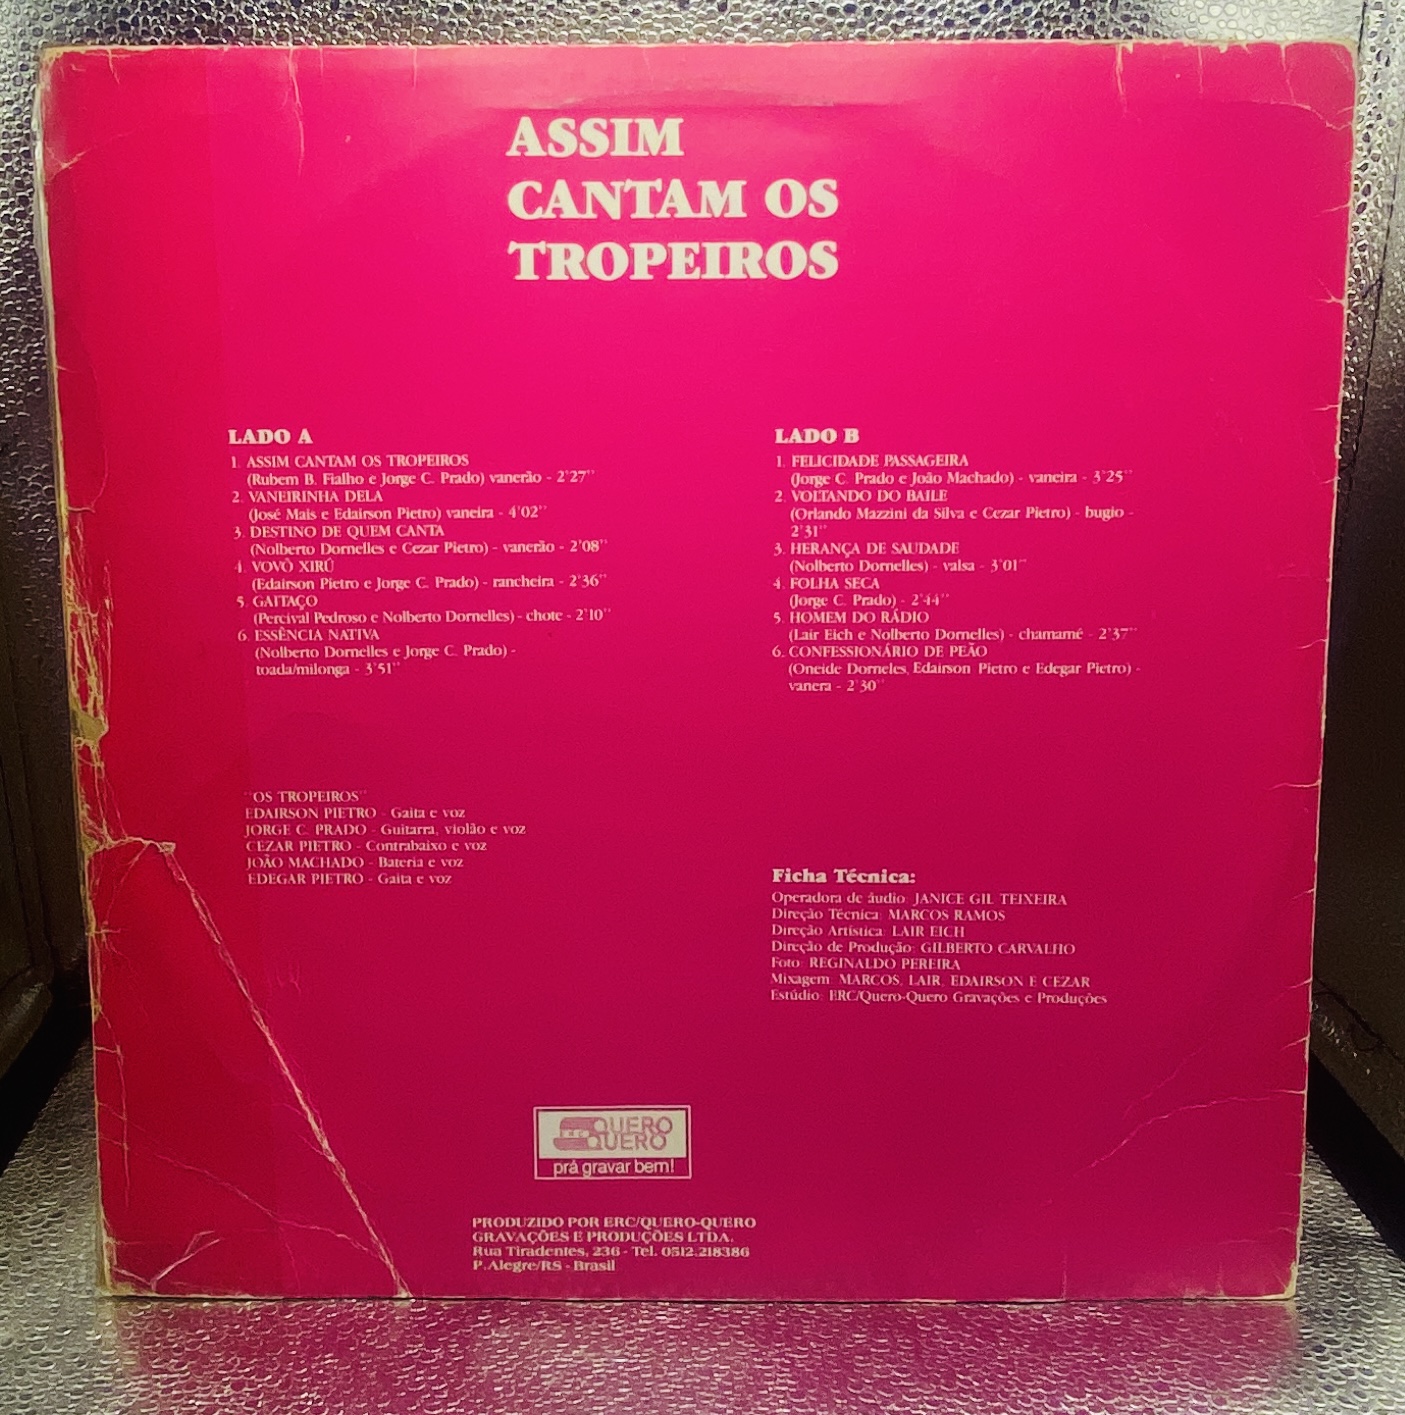 ASSIM
CANTAM OS
TROPEIROS
LADO A
1. ASSIM CANTAM OS TROPEIROS
(Rubem B. Fialho e Jorge C. Prado) vanerão - 2'27''
2. VANEIRINHA DELA
(José Mais e Edairson Pietro) vaneira - 4'02''
3. DESTINO DE QUEM CANTA
(Nolberto Dornelles e Cezar Pietro) - vanerão - 2'08''
4. VOVÔ XIRÚ
(Edairson Pietro e Jorge C. Prado) - rancheira - 2'36''
5. GAITAÇO
(Percival Pedroso e Nolberto Dornelles) - chote - 2'10''
6. ESSÊNCIA NATIVA
(Nolberto Dornelles e Jorge C. Prado) -
toada/milonga - 3'51''
LADO B
1. FELICIDADE PASSAGEIRA
(Jorge C. Prado e João Machado) - vaneira - 3'25''
2. VOLTANDO DO BAILE
(Orlando Mazzini da Silva e Cezar Pietro) - bugio -
2'31''
3. HERANÇA DE SAUDADE
(Nolberto Dornelles) - valsa - 3'01''
4. FOLHA SECA
(Jorge C. Prado) - 2'44''
5. HOMEM DO RÁDIO
(Lair Eich e Nolberto Dornelles) - chamamé - 2'37''
6. CONFESSIONÁRIO DE PEÃO
(Oneide Dorneles, Edairson Pietro e Edegar Pietro) -
vanera - 2'30''
"OS TROPEIROS"
EDAIRSON PIETRO - Gaita e voz
JORGE C. PRADO - Guitarra, violão e voz
CEZAR PIETRO - Contrabaixo e voz
JOÃO MACHADO - Bateria e voz
EDEGAR PIETRO - Gaita e voz
Ficha Técnica:
Operadora de áudio: JANICE GIL TEIXEIRA
Direção Técnica: MARCOS RAMOS
Direção Artística: LAIR EICH
Direção de Produção: GILBERTO CARVALHO
Foto: REGINALDO PEREIRA
Mixagem: MARCOS, LAIR, EDAIRSON E CEZAR
Estúdio: ERC/Quero-Quero Gravações e Produções
ERC QUERO
QUERO
prá gravar bem!
PRODUZIDO POR ERC/QUERO-QUERO
GRAVAÇÕES E PRODUÇÕES LTDA.
Rua Tiradentes, 236 - Tel. 0512.218386
P.Alegre/RS - Brasil